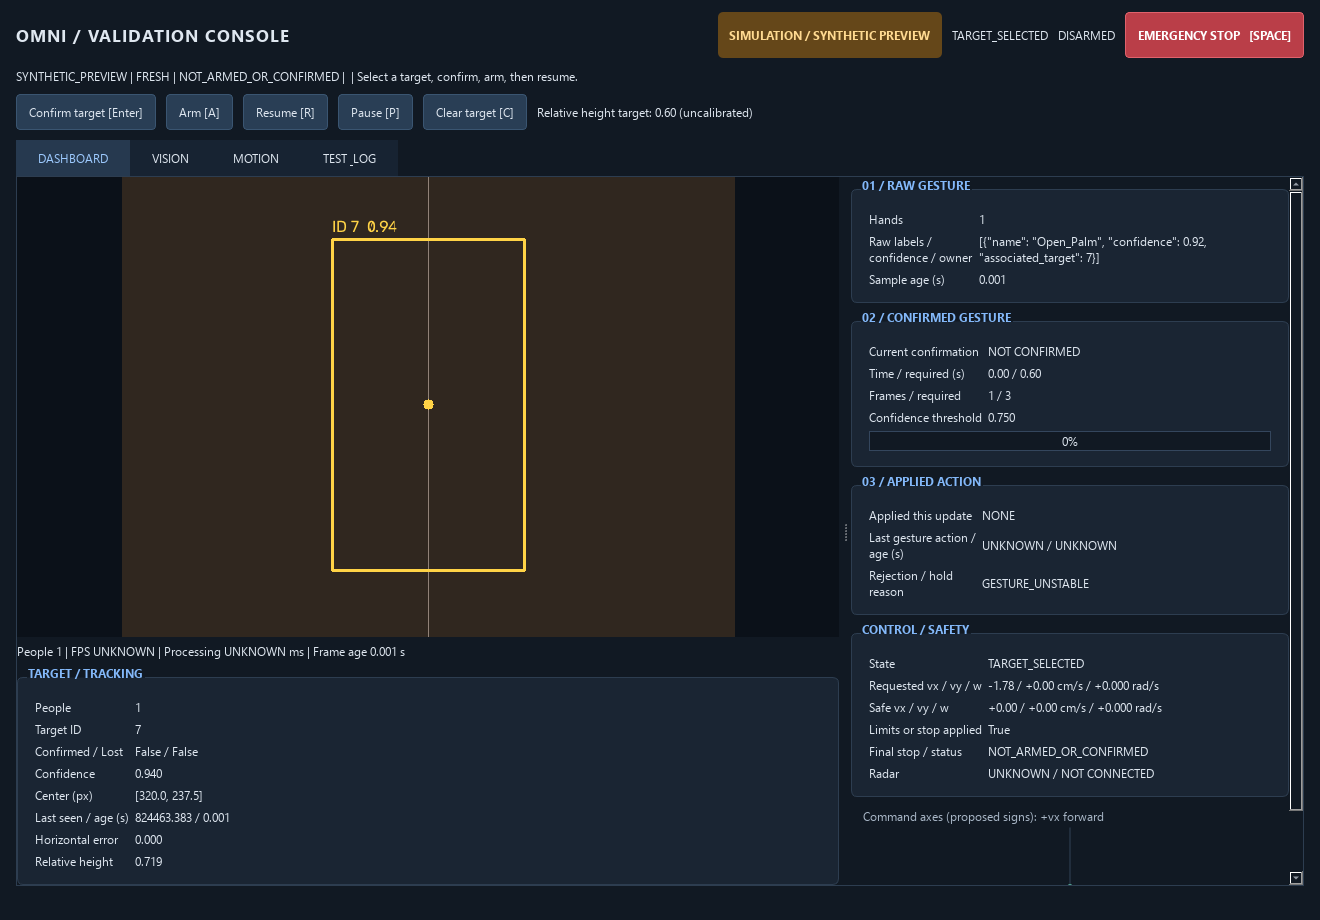 OMNI / VALIDATION CONSOLE
SIMULATION / SYNTHETIC PREVIEW
TARGET_SELECTED
DISARMED
EMERGENCY STOP [SPACE]
SYNTHETIC_PREVIEW | FRESH | NOT_ARMED_OR_CONFIRMED | | Select a target, confirm, arm, then resume.
Confirm target [Enter]
Arm [A]
Resume [R]
Pause [P]
Clear target [C]
Relative height target: 0.60 (uncalibrated)
DASHBOARD
VISION
MOTION
TEST_LOG
ID 7 0.94
People 1 | FPS UNKNOWN | Processing UNKNOWN ms | Frame age 0.001 s
TARGET / TRACKING
People 1
Target ID 7
Confirmed / Lost False / False
Confidence 0.940
Center (px) [320.0, 237.5]
Last seen / age (s) 824463.383 / 0.001
Horizontal error 0.000
Relative height 0.719
01 / RAW GESTURE
Hands 1
Raw labels / confidence / owner
[{"name": "Open_Palm", "confidence": 0.92,
"associated_target": 7}]
Sample age (s) 0.001
02 / CONFIRMED GESTURE
Current confirmation NOT CONFIRMED
Time / required (s) 0.00 / 0.60
Frames / required 1 / 3
Confidence threshold 0.750
0%
03 / APPLIED ACTION
Applied this update NONE
Last gesture action /
age (s)
UNKNOWN / UNKNOWN
Rejection / hold
reason
GESTURE_UNSTABLE
CONTROL / SAFETY
State TARGET_SELECTED
Requested vx / vy / w -1.78 / +0.00 cm/s / +0.000 rad/s
Safe vx / vy / w +0.00 / +0.00 cm/s / +0.000 rad/s
Limits or stop applied True
Final stop / status NOT_ARMED_OR_CONFIRMED
Radar UNKNOWN / NOT CONNECTED
Command axes (proposed signs): +vx forward